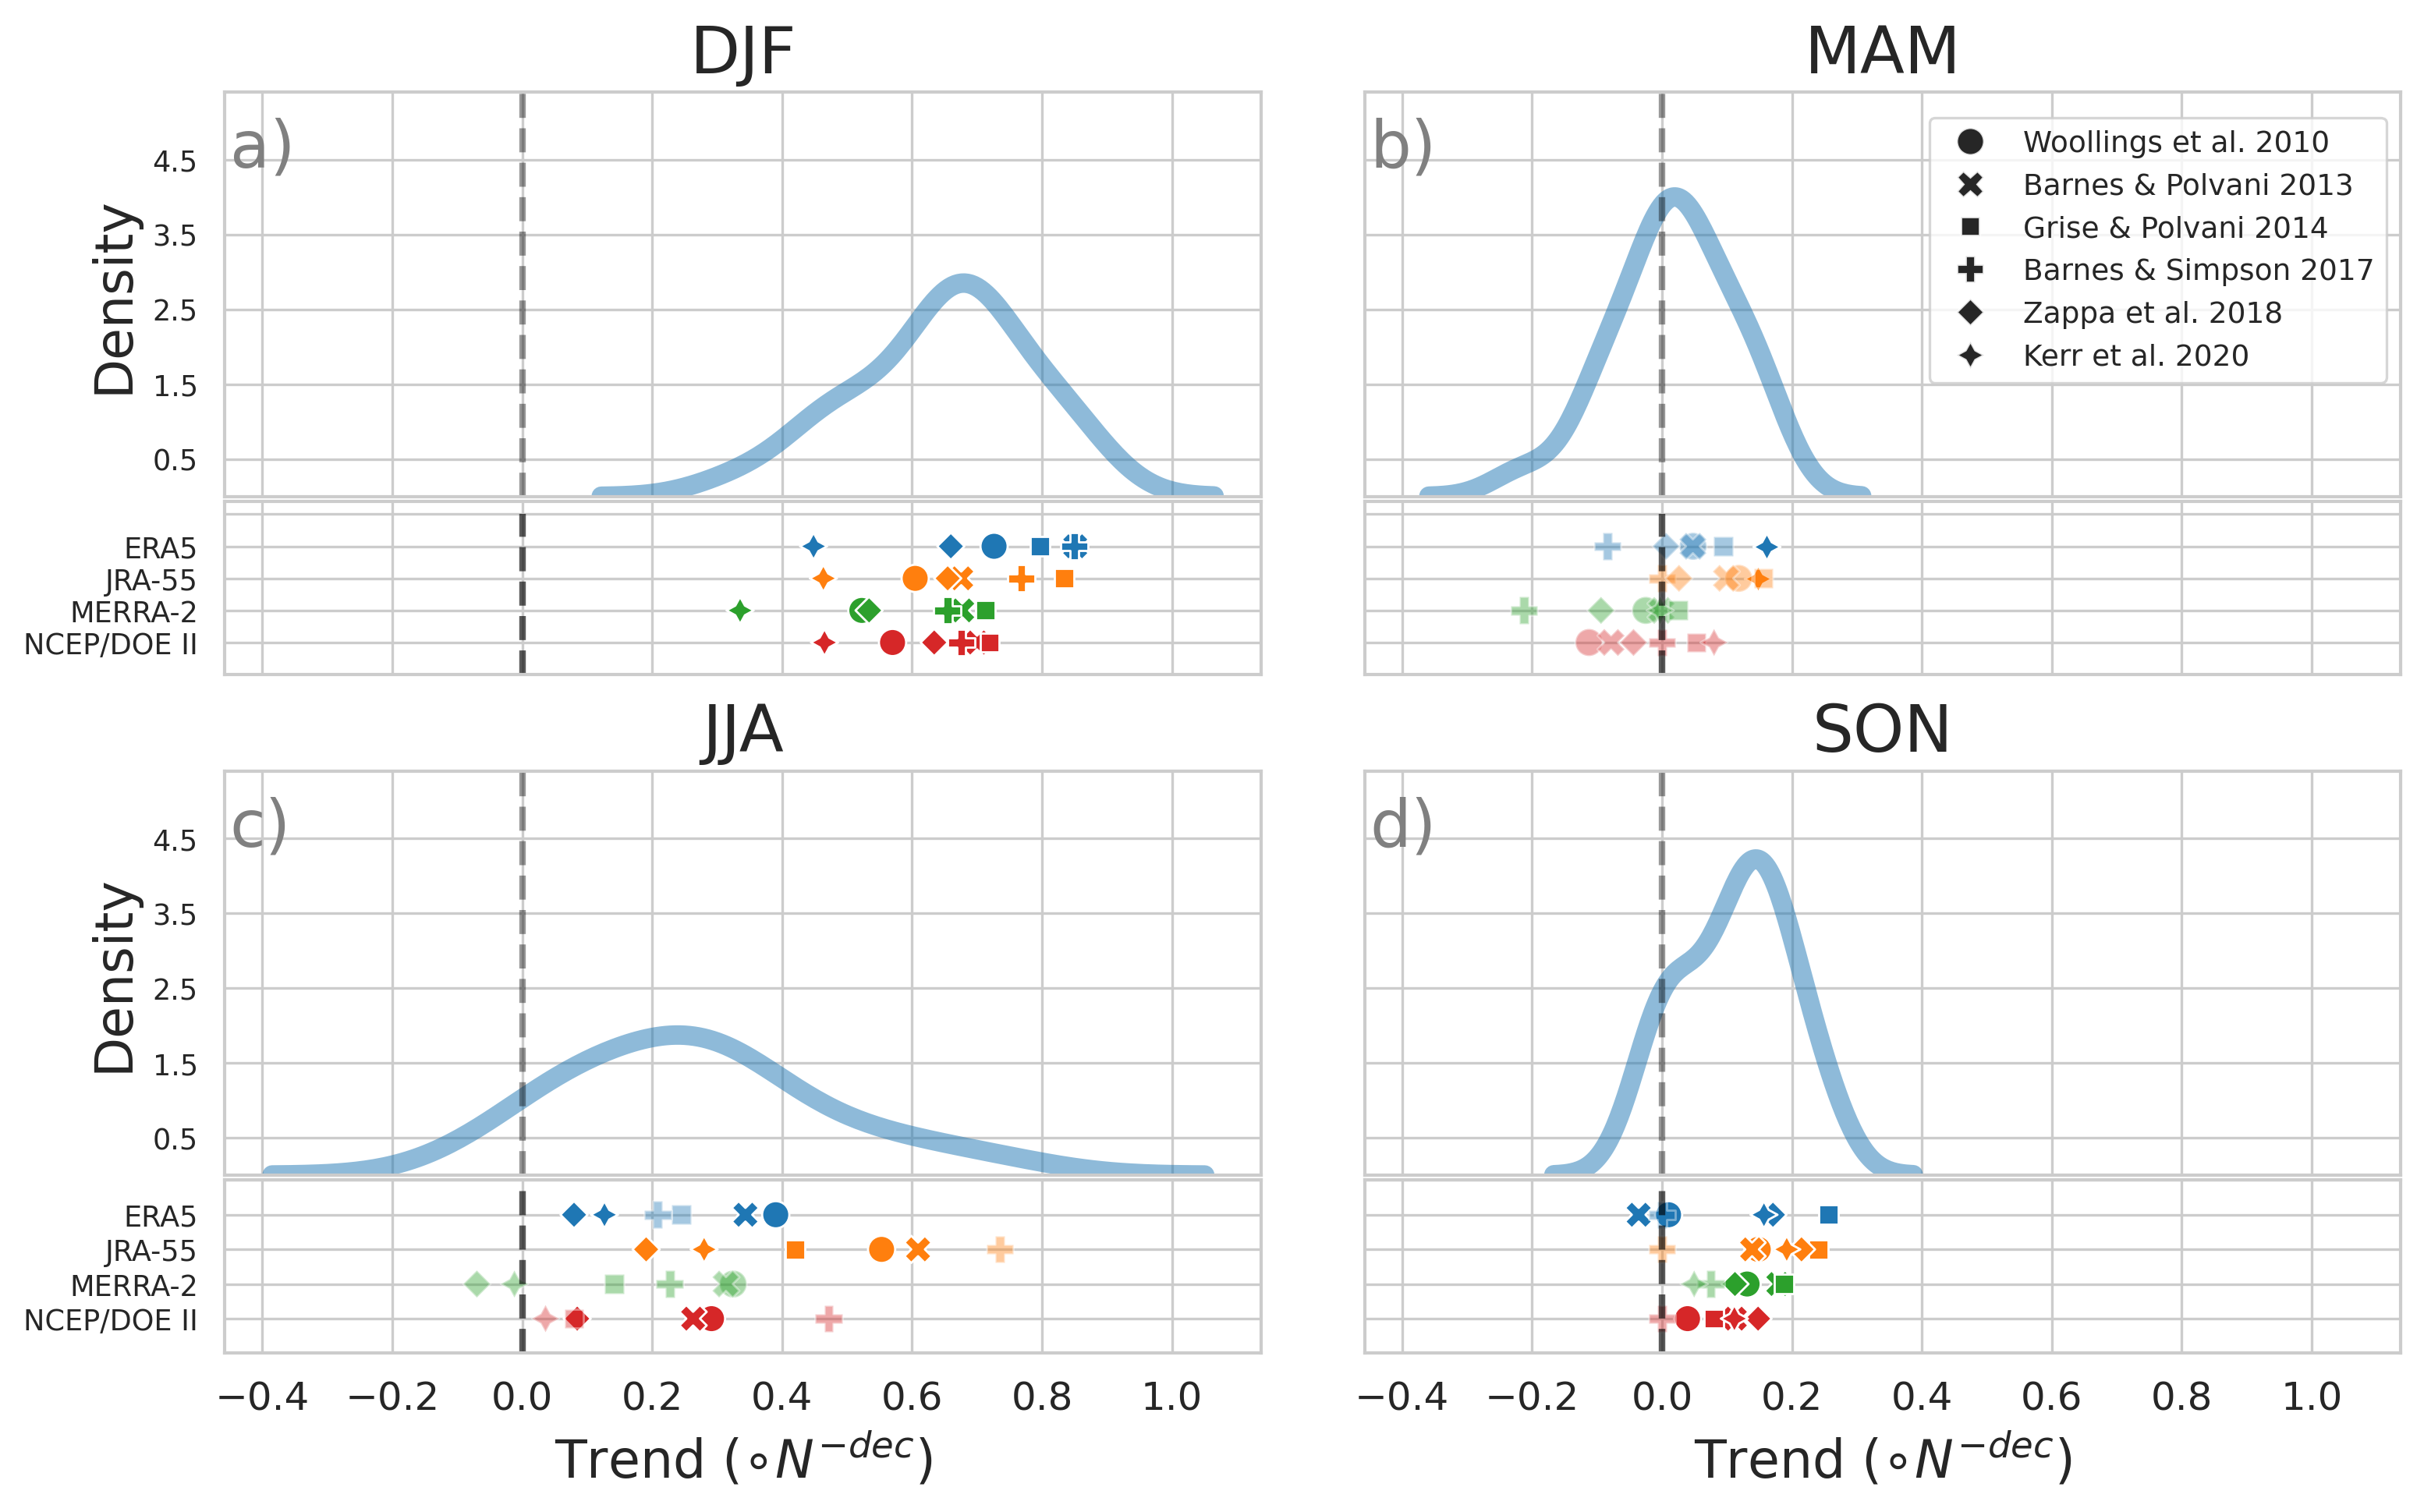 DJF
MAM
a)
b)
Density
4.5
3.5
2.5
1.5
0.5
Woollings et al. 2010
Barnes & Polvani 2013
Grise & Polvani 2014
Barnes & Simpson 2017
Zappa et al. 2018
Kerr et al. 2020
ERA5
JRA-55
MERRA-2
NCEP/DOE II
JJA
SON
c)
d)
Density
4.5
3.5
2.5
1.5
0.5
ERA5
JRA-55
MERRA-2
NCEP/DOE II
−0.4 −0.2 0.0 0.2 0.4 0.6 0.8 1.0
−0.4 −0.2 0.0 0.2 0.4 0.6 0.8 1.0
Trend (∘N^−dec)
Trend (∘N^−dec)